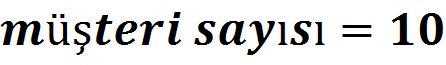 müşteri sayısı = 10